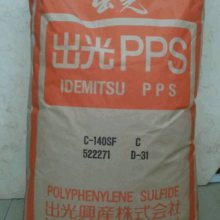 出光PPS
IDEMITSU PPS
C-140SF C
522271 D-31
POLYPHENYLENE SULFIDE
出光興産株式会社